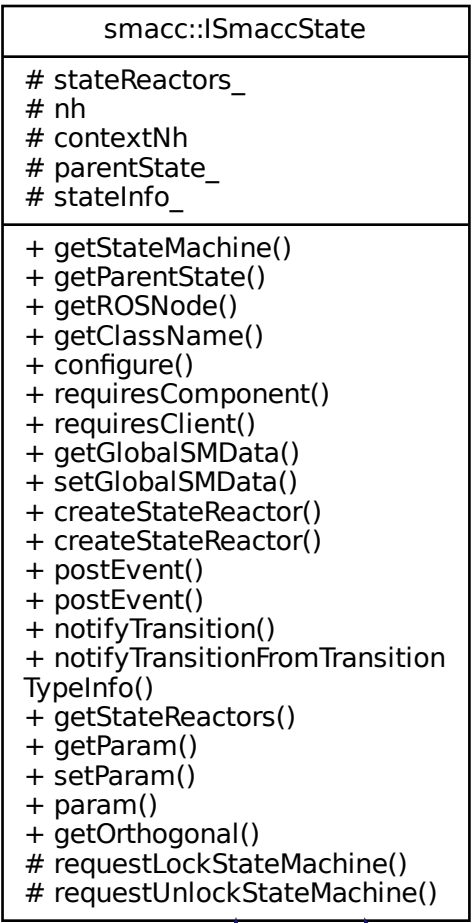 smacc::ISmaccState
# stateReactors_
# nh
# contextNh
# parentState_
# stateInfo_
+ getStateMachine()
+ getParentState()
+ getROSNode()
+ getClassName()
+ configure()
+ requiresComponent()
+ requiresClient()
+ getGlobalSMData()
+ setGlobalSMData()
+ createStateReactor()
+ createStateReactor()
+ postEvent()
+ postEvent()
+ notifyTransition()
+ notifyTransitionFromTransition
TypeInfo()
+ getStateReactors()
+ getParam()
+ setParam()
+ param()
+ getOrthogonal()
# requestLockStateMachine()
# requestUnlockStateMachine()